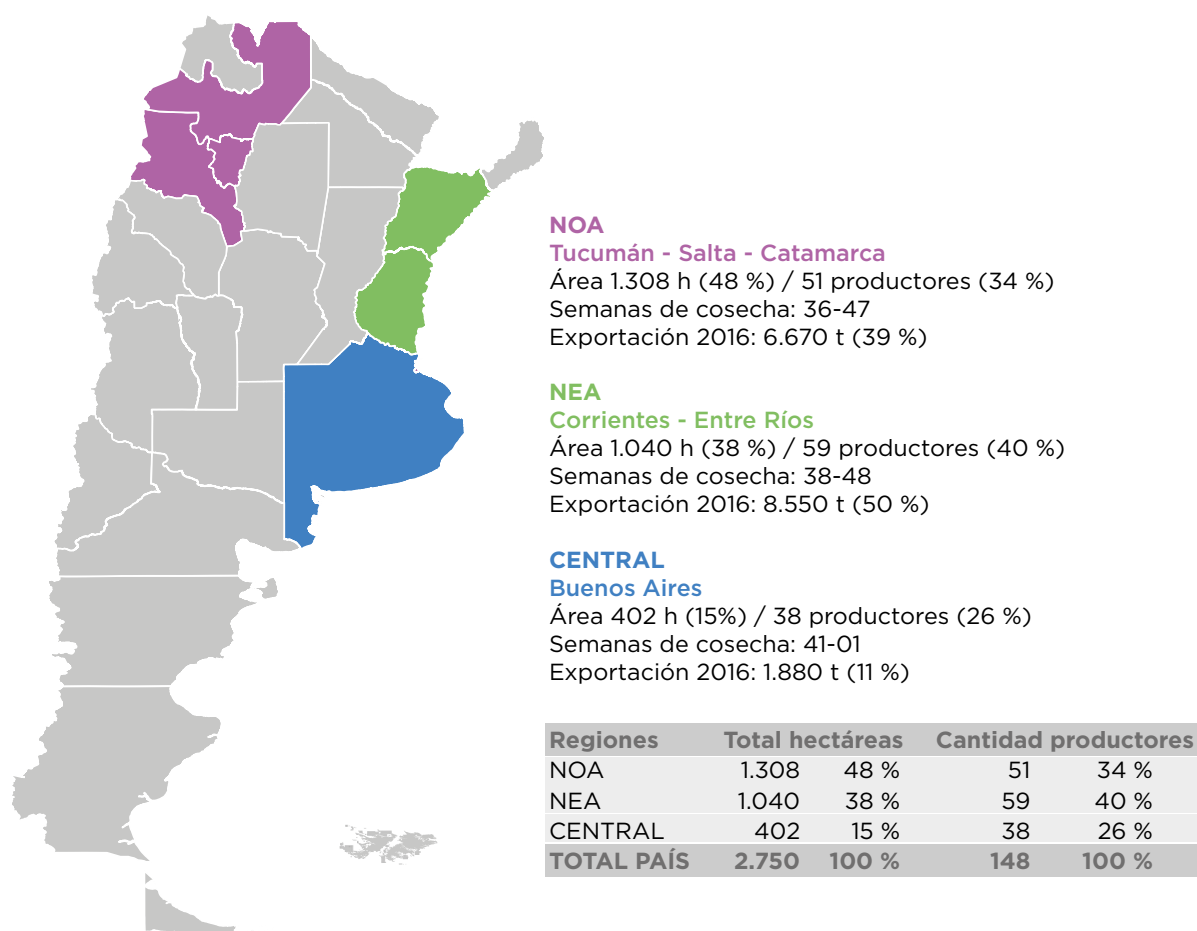 NOA
Tucumán - Salta - Catamarca
Área 1.308 h (48 %) / 51 productores (34 %)
Semanas de cosecha: 36-47
Exportación 2016: 6.670 t (39 %)
NEA
Corrientes - Entre Ríos
Área 1.040 h (38 %) / 59 productores (40 %)
Semanas de cosecha: 38-48
Exportación 2016: 8.550 t (50 %)
CENTRAL
Buenos Aires
Área 402 h (15%) / 38 productores (26 %)
Semanas de cosecha: 41-01
Exportación 2016: 1.880 t (11 %)
Regiones Total hectáreas Cantidad productores
NOA 1.308 48 % 51 34 %
NEA 1.040 38 % 59 40 %
CENTRAL 402 15 % 38 26 %
TOTAL PAÍS 2.750 100 % 148 100 %